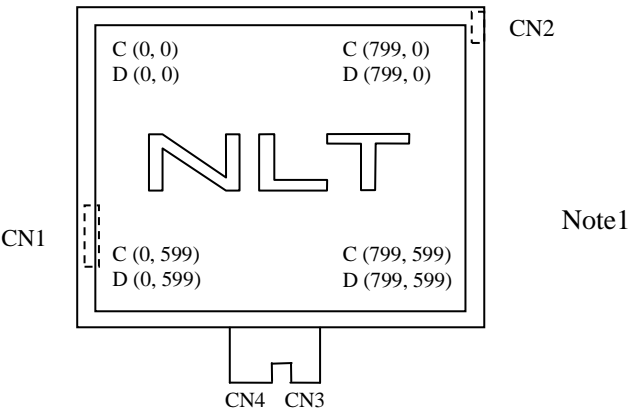 CN2
C (0, 0) C (799, 0)
D (0, 0) D (799, 0)
NLT
Note1
CN1
C (0, 599) C (799, 599)
D (0, 599) D (799, 599)
CN4 CN3